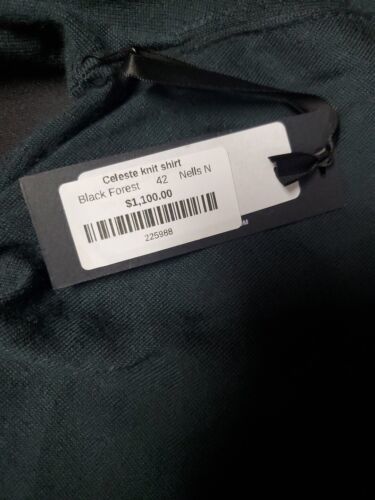 Celeste knit shirt
Black Forest 42 Nells N
$1,100.00
225988